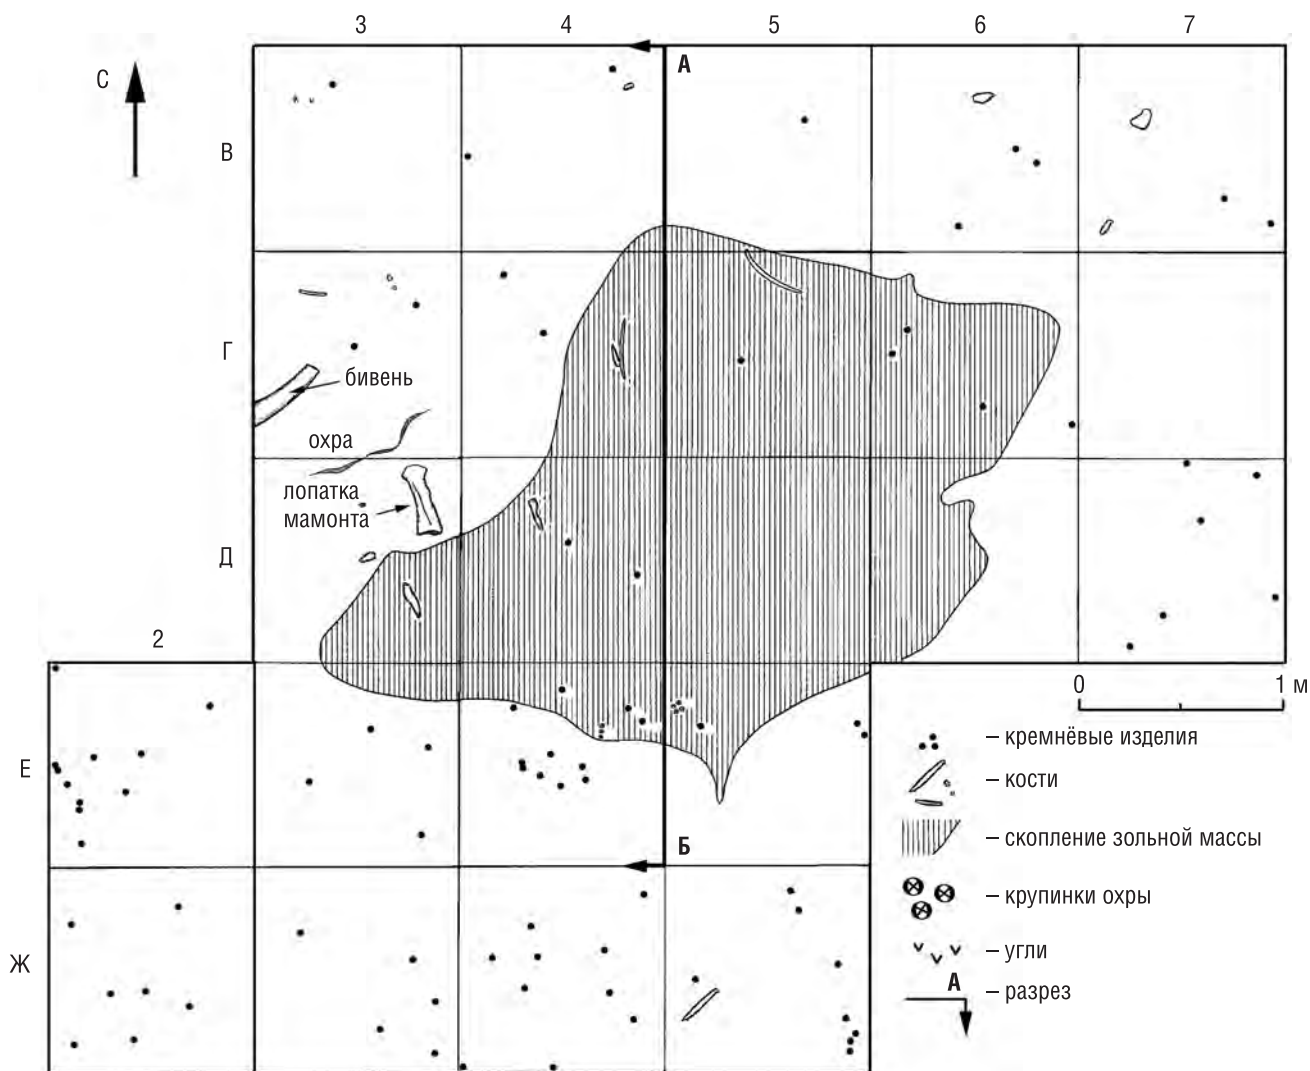 3 4 5 6 7
С
А
В
Г
бивень
охра
лопатка
мамонта
Д
2
0 1 м
– кремнёвые изделия
Е
– кости
Б
– скопление зольной массы
– крупинки охры
Ж
– угли
А
– разрез